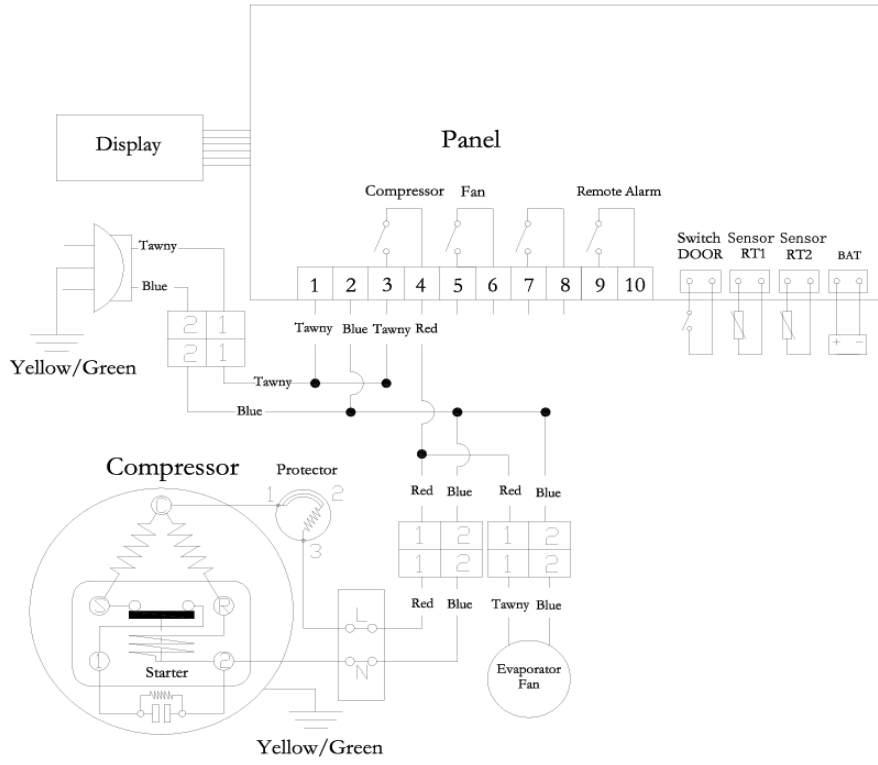 Display
Panel
Compressor Fan Remote Alarm
Switch DOOR
Sensor RT1
Sensor RT2
BAT
1 2 3 4 5 6 7 8 9 10
+ -
Tawny
Blue
2 1
2 1
Yellow/Green
Tawny Blue Tawny Red
Tawny
Blue
Compressor
Protector
1 2
3
C
S R
1 2
Starter
L
N
Yellow/Green
Red Blue Red Blue
1 2 1 2
1 2 1 2
Red Blue Tawny Blue
Evaporator
Fan